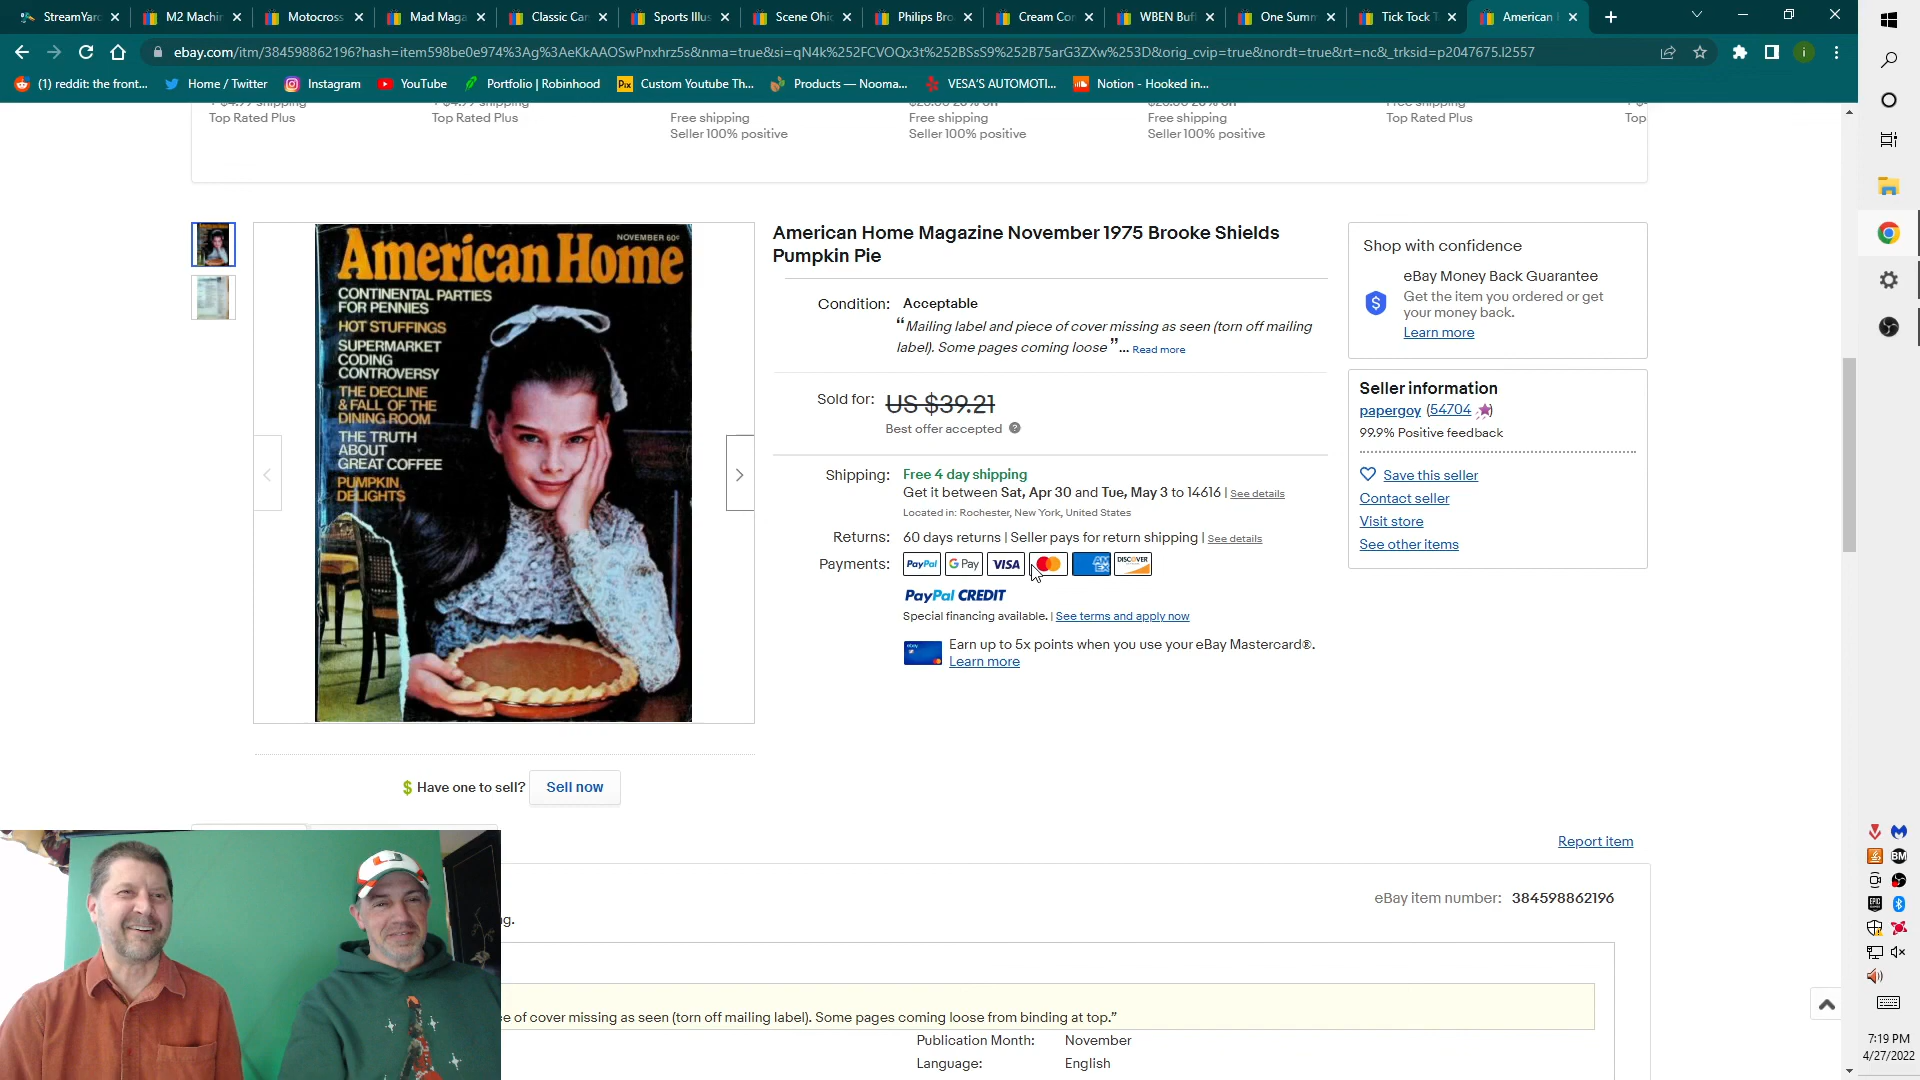 StreamYar
M2 Machin
Motocross
Mad Maga
Classic Car
Sports Illus
Scene Ohio
Philips Bro
Cream Cor
WBEN Buf
One Summ
Tick Tock T
American
ebay.com/itm/384598862196?hash=item598be0e974%3Ag%3AeKkAAOSwPnxhrz5s&nma=true&si=qN4k%252FCVOQx3t%252BSsS9%252B75arG3ZXw%253D&orig_cvip=true&nordt=true&rt=nc&_trksid=p2047675.l2557
i
(1) reddit: the front...
Home / Twitter
Instagram
YouTube
Portfolio | Robinhood
Custom Youtube Th...
Products — Nooma...
VESA'S AUTOMOTI...
Notion - Hooked in...
Top Rated Plus
Top Rated Plus
Free shipping
Seller 100% positive
Free shipping
Seller 100% positive
Free shipping
Seller 100% positive
Free shipping
Top Rated Plus
Top
NOVEMBER 60¢
American Home
CONTINENTAL PARTIES
FOR PENNIES
HOT STUFFINGS
SUPERMARKET
CODING
CONTROVERSY
THE DECLINE
& FALL OF THE
DINING ROOM
THE TRUTH
ABOUT
GREAT COFFEE
PUMPKIN
DELIGHTS
American Home Magazine November 1975 Brooke Shields
Pumpkin Pie
Condition: Acceptable
“Mailing label and piece of cover missing as seen (torn off mailing
label). Some pages coming loose”... Read more
Sold for: US $39.21
Best offer accepted
Shipping: Free 4 day shipping
Get it between Sat, Apr 30 and Tue, May 3 to 14616 | See details
Located in: Rochester, New York, United States
Returns: 60 days returns | Seller pays for return shipping | See details
Payments: PayPal G Pay VISA AMEX DISCOVER
PayPal CREDIT
Special financing available. | See terms and apply now
Earn up to 5x points when you use your eBay Mastercard®.
Learn more
Shop with confidence
eBay Money Back Guarantee
Get the item you ordered or get
your money back.
Learn more
Seller information
papergoy (54704)
99.9% Positive feedback
Save this seller
Contact seller
Visit store
See other items
$ Have one to sell? Sell now
Report item
eBay item number: 384598862196
of cover missing as seen (torn off mailing label). Some pages coming loose from binding at top.”
Publication Month: November
Language: English
BM
EPIC
7:19 PM
4/27/2022